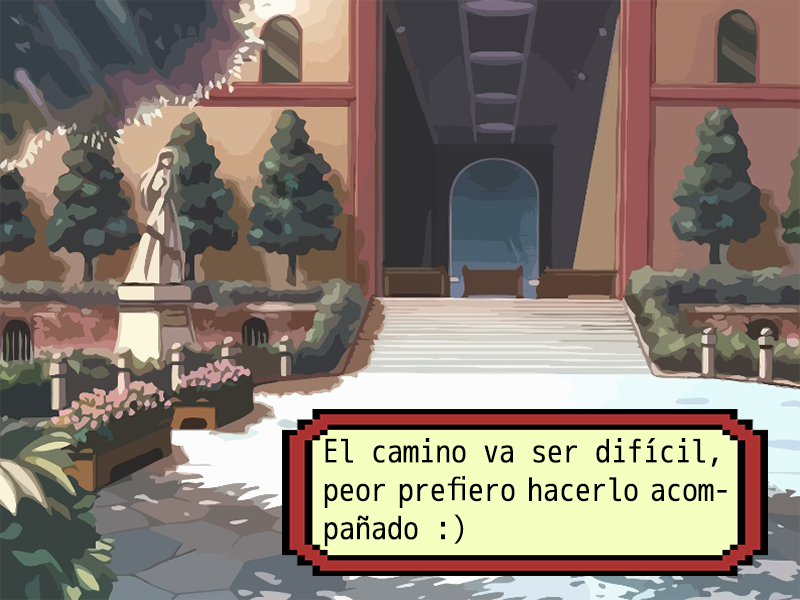 El camino va ser difícil,
peor prefiero hacerlo acom-
pañado :)